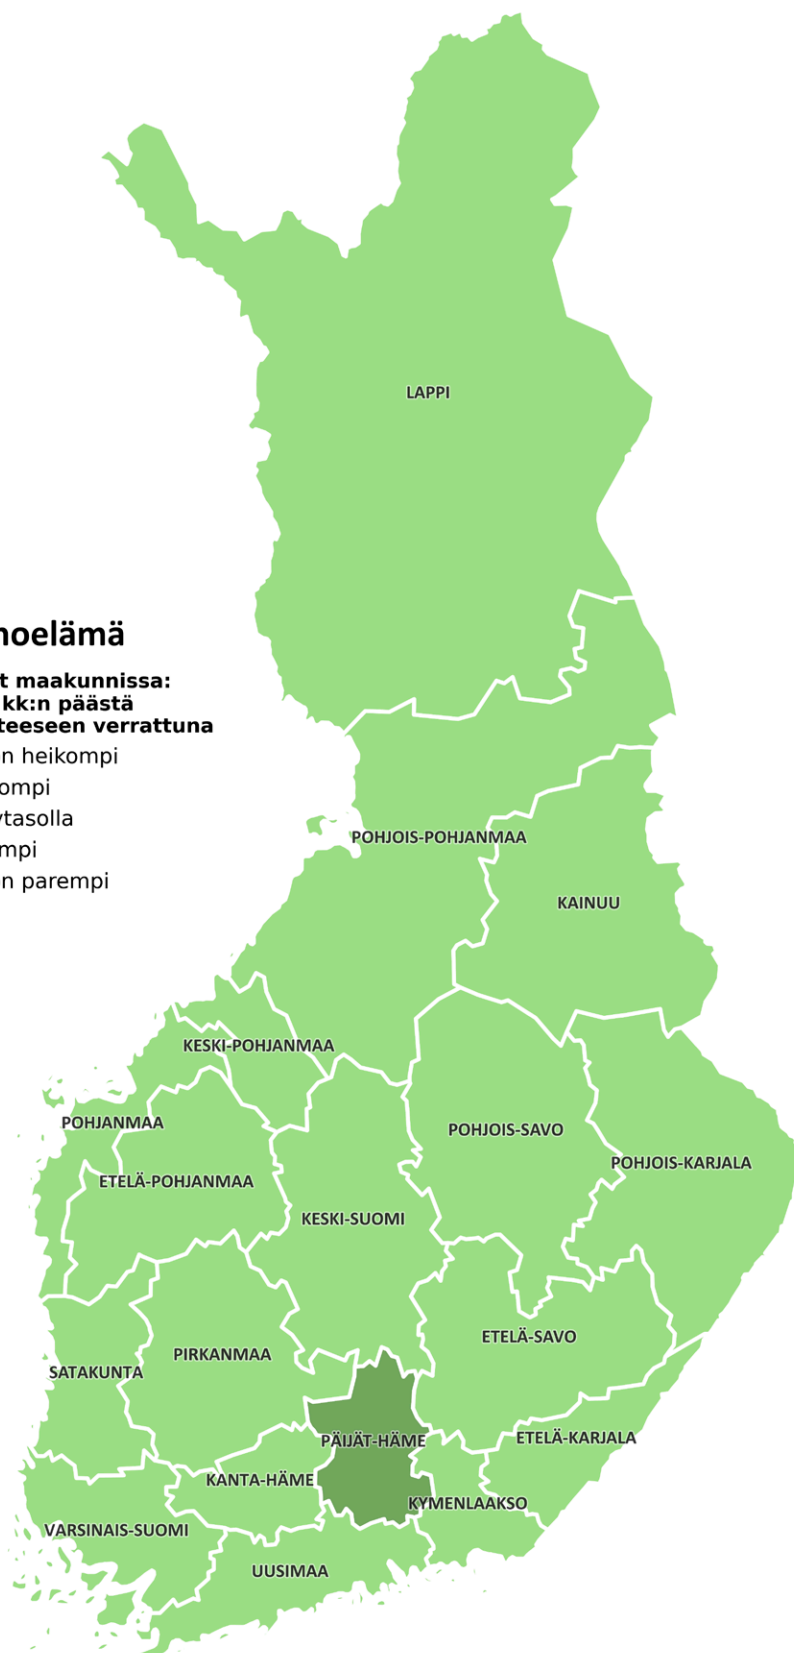 LAPPI
noelämä
t maakunnissa:
kk:n päästä
teeseen verrattuna
n heikompi
ompi
ytasolla
mpi
n parempi
POHJOIS-POHJANMAA
KAINUU
KESKI-POHJANMAA
POHJANMAA
POHJOIS-SAVO
POHJOIS-KARJALA
ETELÄ-POHJANMAA
KESKI-SUOMI
ETELÄ-SAVO
PIRKANMAA
SATAKUNTA
PÄIJÄT-HÄME
ETELÄ-KARJALA
KANTA-HÄME
KYMENLAAKSO
VARSINAIS-SUOMI
UUSIMAA